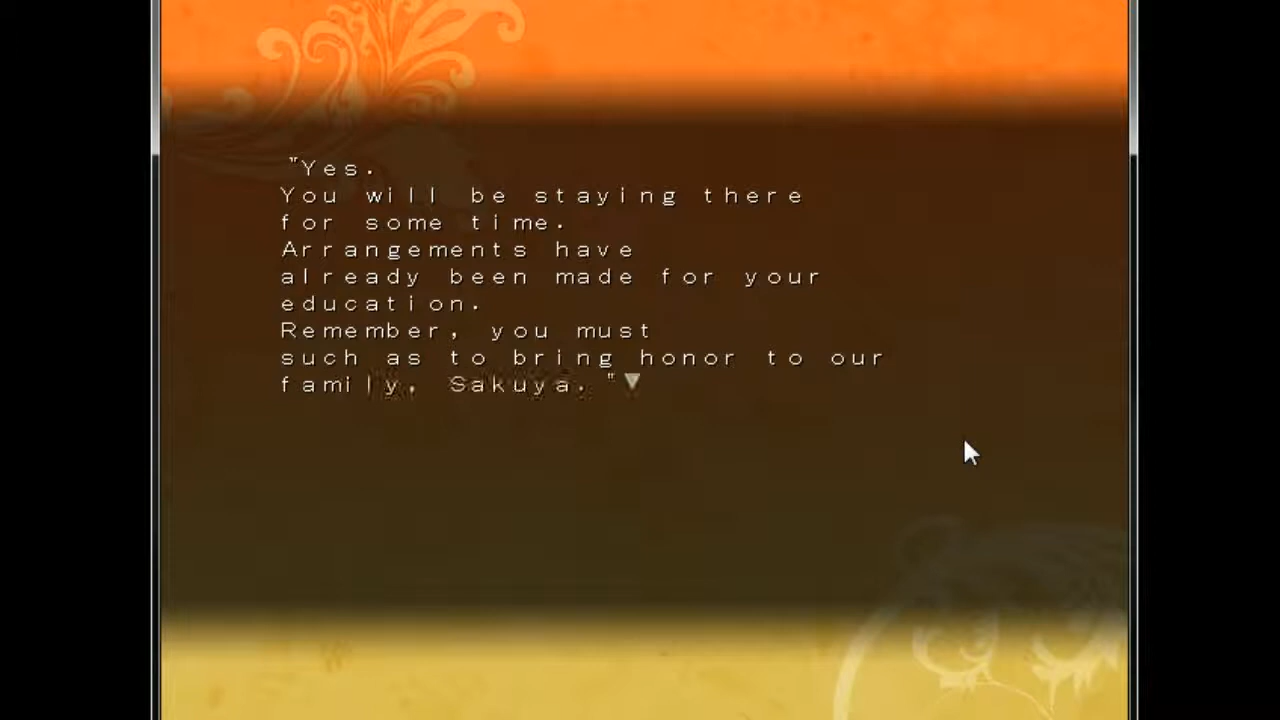 "Yes.
You will be staying there
for some time.
Arrangements have
already been made for your
education.
Remember, you must
such as to bring honor to our
family, Sakuya. "